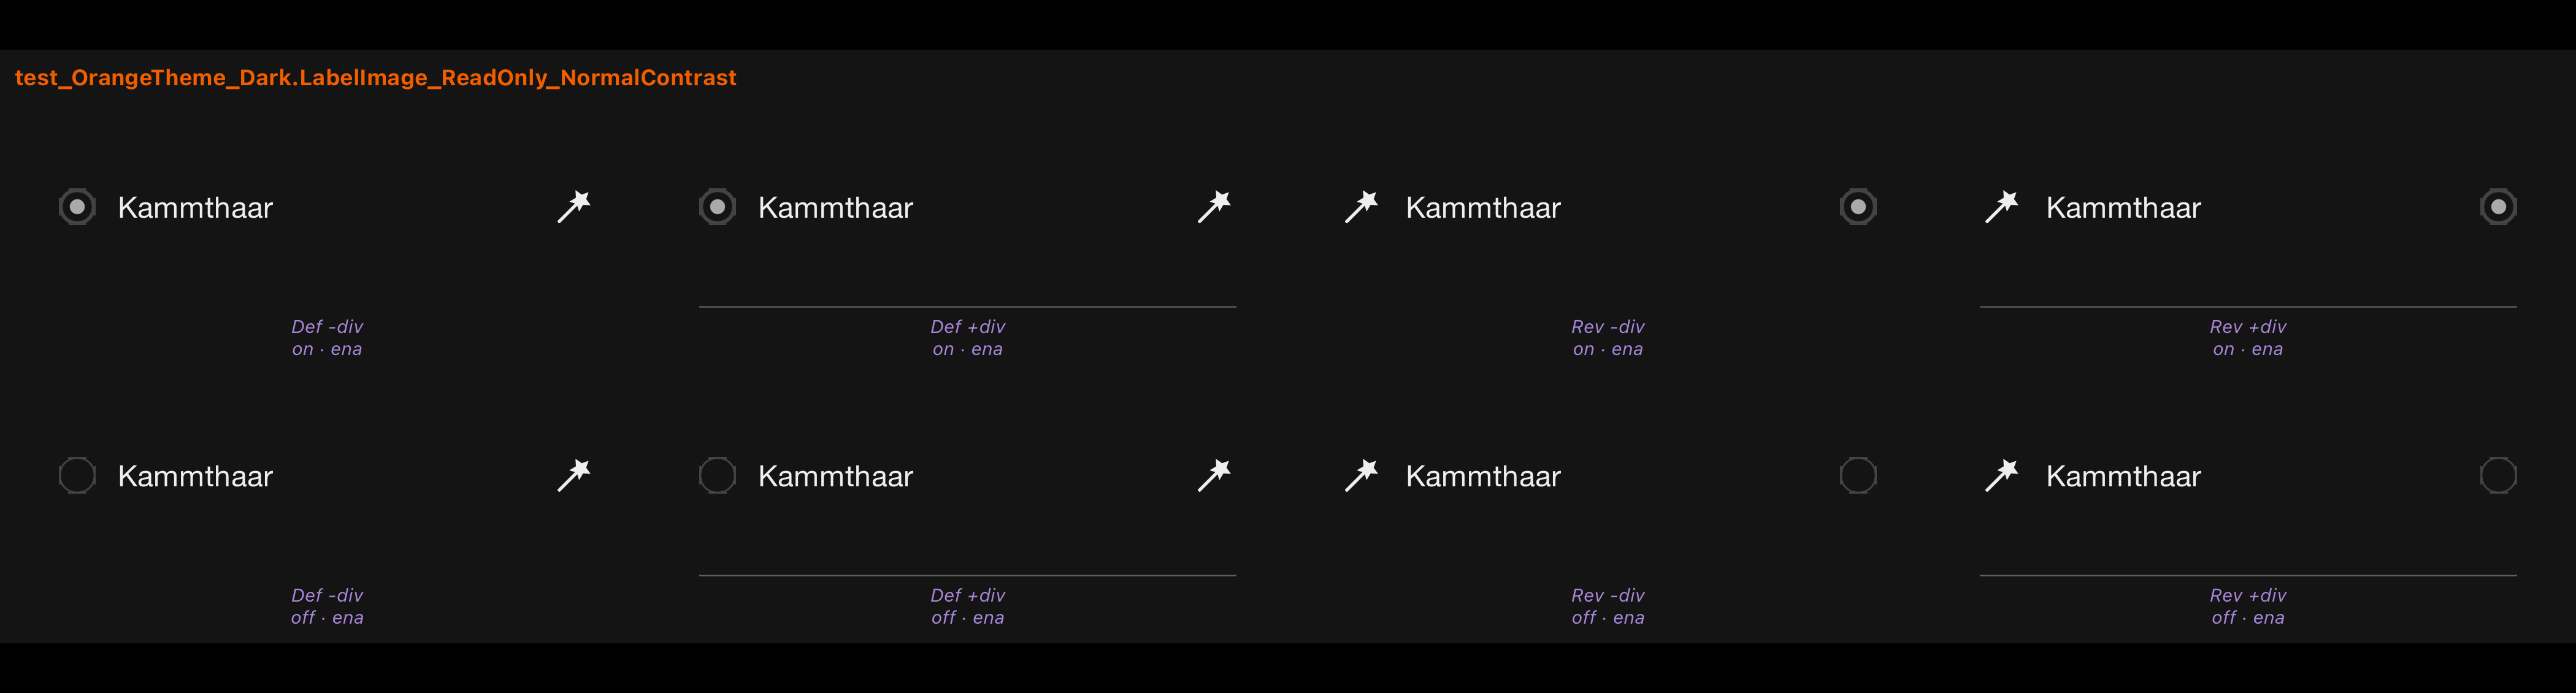 test_OrangeTheme_Dark.LabelImage_ReadOnly_NormalContrast
Kammthaar
Kammthaar
Kammthaar
Kammthaar
Def -div
on · ena
Def +div
on · ena
Rev -div
on · ena
Rev +div
on · ena
Kammthaar
Kammthaar
Kammthaar
Kammthaar
Def -div
off · ena
Def +div
off · ena
Rev -div
off · ena
Rev +div
off · ena